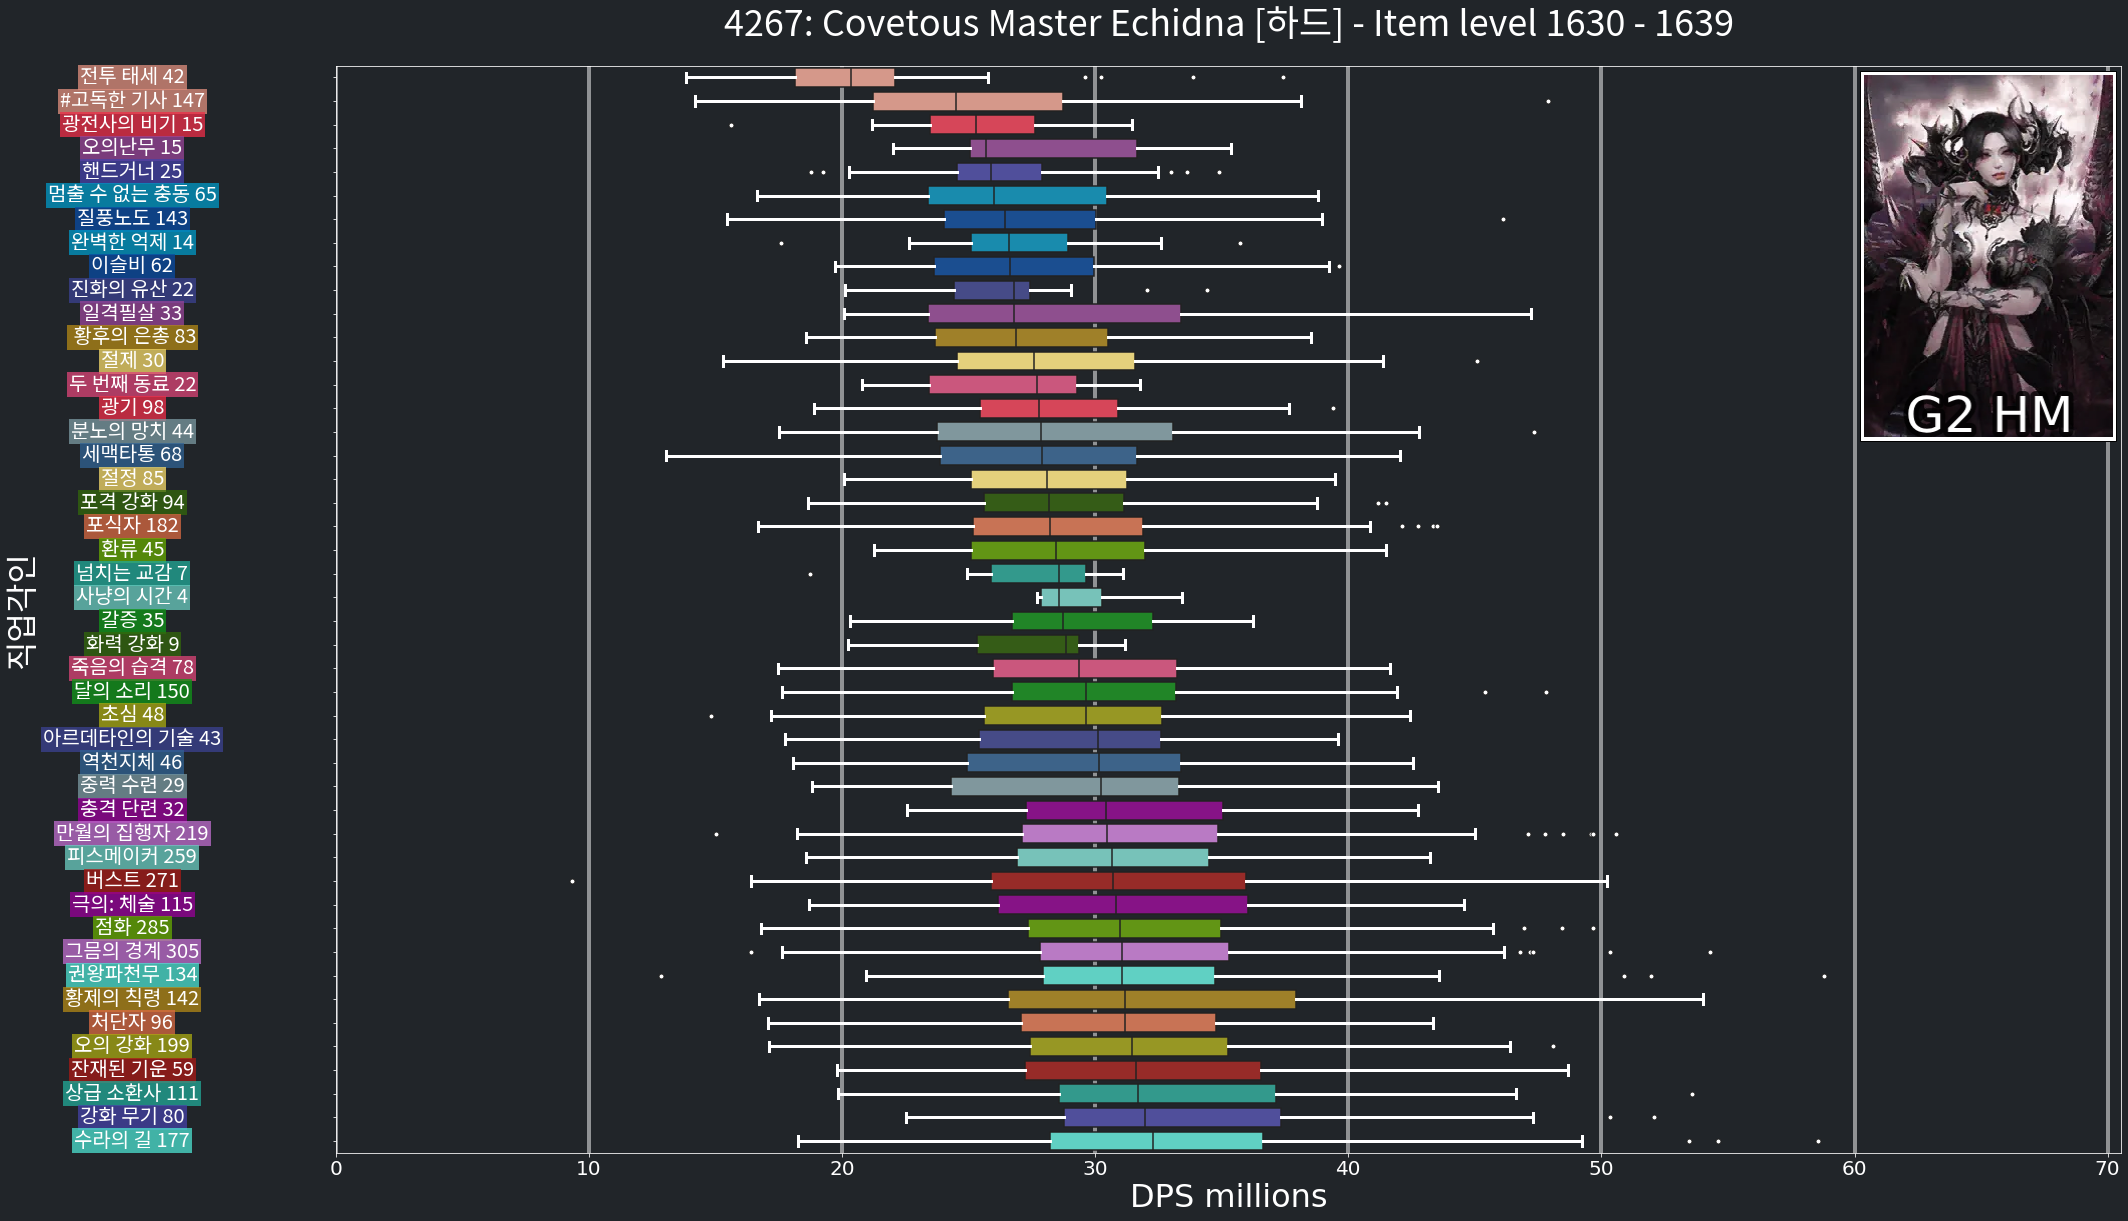 4267: Covetous Master Echidna [하드] - Item level 1630 - 1639
전투 태세 42
#고독한 기사 147
광전사의 비기 15
오의난무 15
핸드거너 25
멈출 수 없는 충동 65
질풍노도 143
완벽한 억제 14
이슬비 62
진화의 유산 22
일격필살 33
황후의 은총 83
절제 30
두 번째 동료 22
광기 98
분노의 망치 44
세맥타통 68
절정 85
포격 강화 94
포식자 182
환류 45
넘치는 교감 7
사냥의 시간 4
갈증 35
화력 강화 9
죽음의 습격 78
달의 소리 150
초심 48
아르데타인의 기술 43
역천지체 46
중력 수련 29
충격 단련 32
만월의 집행자 219
피스메이커 259
버스트 271
극의: 체술 115
점화 285
그믐의 경계 305
권왕파천무 134
황제의 칙령 142
처단자 96
오의 강화 199
잔재된 기운 59
상급 소환사 111
강화 무기 80
수라의 길 177
직업각인
G2 HM
0 10 20 30 40 50 60 70
DPS millions